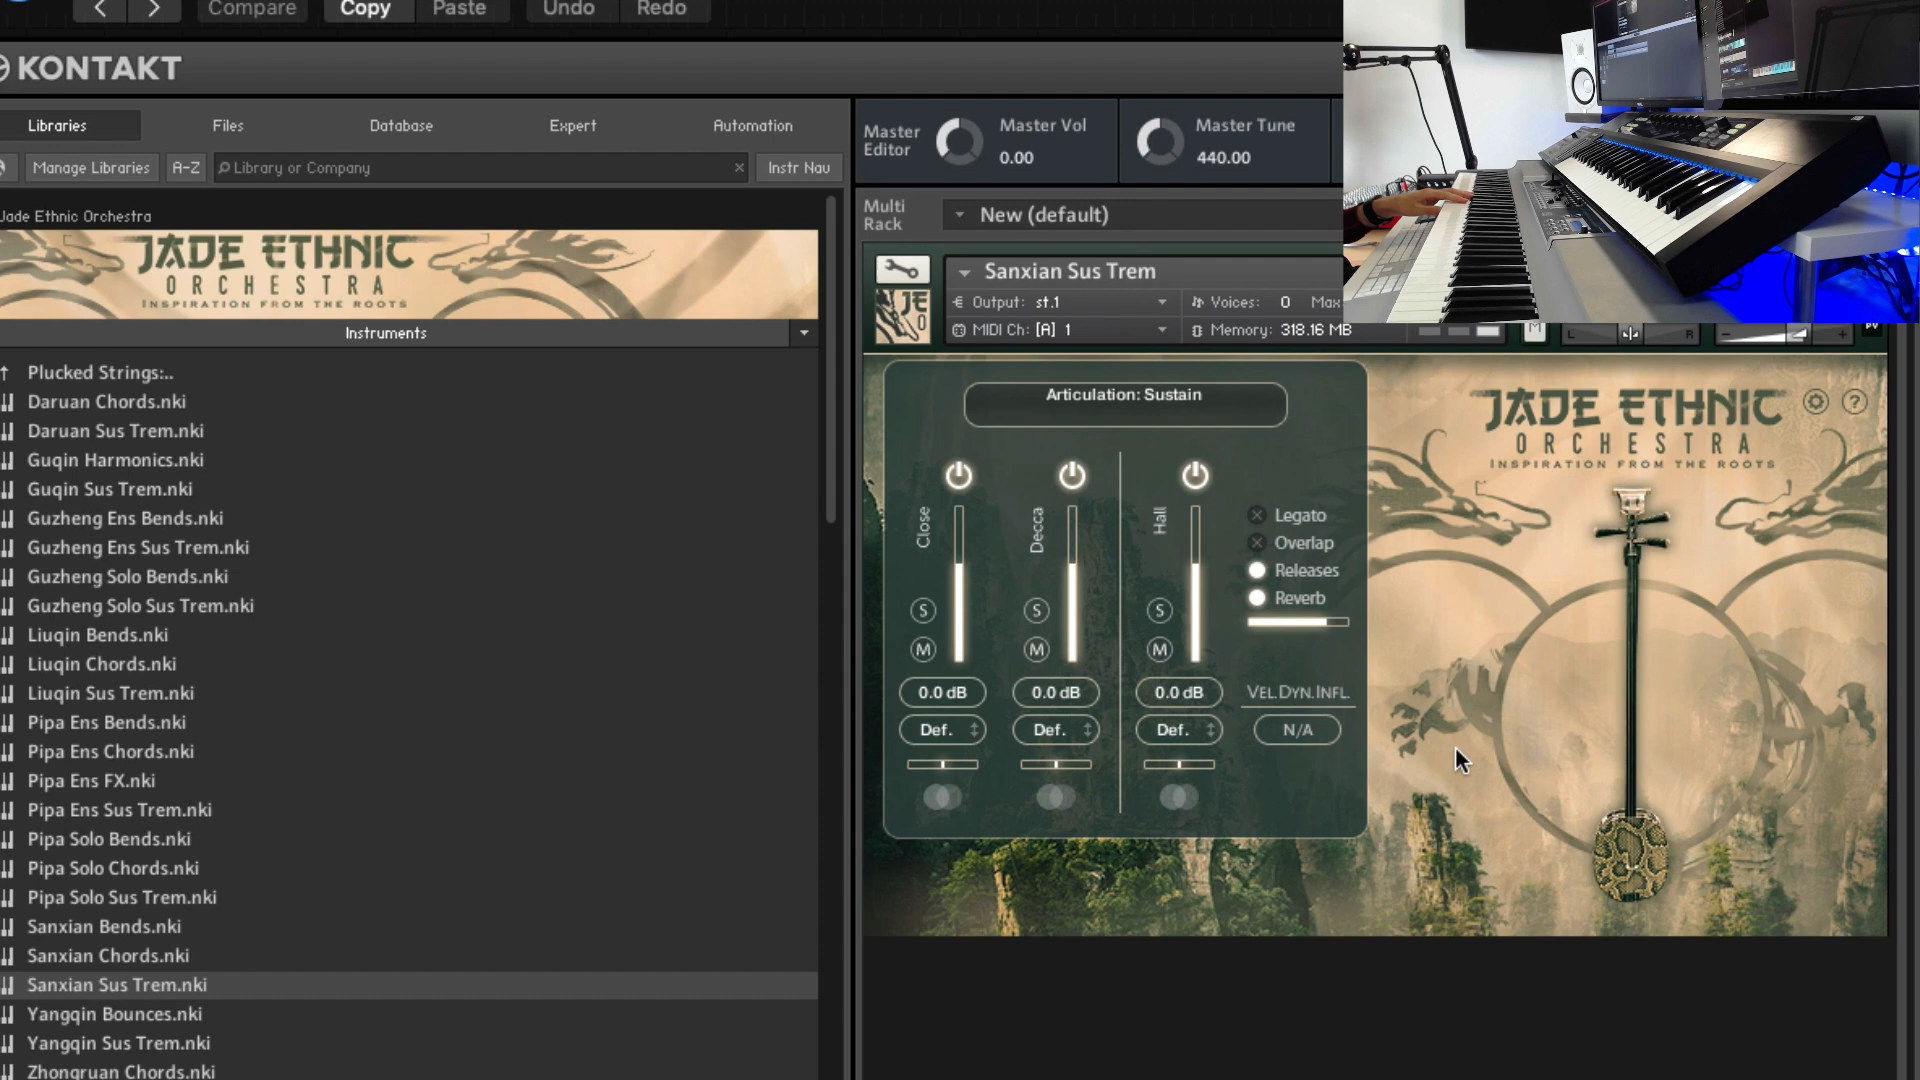 Compare
Copy
Paste
Undo
Redo
KONTAKT
Libraries
Files
Database
Expert
Automation
Manage Libraries
A-Z
Library or Company
Instr Nav
Jade Ethnic Orchestra
JADE ETHNIC
ORCHESTRA
INSPIRATION FROM THE ROOTS
Instruments
Plucked Strings:..
Daruan Chords.nki
Daruan Sus Trem.nki
Guqin Harmonics.nki
Guqin Sus Trem.nki
Guzheng Ens Bends.nki
Guzheng Ens Sus Trem.nki
Guzheng Solo Bends.nki
Guzheng Solo Sus Trem.nki
Liuqin Bends.nki
Liuqin Chords.nki
Liuqin Sus Trem.nki
Pipa Ens Bends.nki
Pipa Ens Chords.nki
Pipa Ens FX.nki
Pipa Ens Sus Trem.nki
Pipa Solo Bends.nki
Pipa Solo Chords.nki
Pipa Solo Sus Trem.nki
Sanxian Bends.nki
Sanxian Chords.nki
Sanxian Sus Trem.nki
Yangqin Bounces.nki
Yangqin Sus Trem.nki
Zhongruan Chords.nki
Master Editor
Master Vol
0.00
Master Tune
440.00
Multi Rack
New (default)
Sanxian Sus Trem
Output: st.1
Voices: 0 Max
MIDI Ch: [A] 1
Memory: 318.16 MB
JE
O
M
L
R
PV
Articulation: Sustain
Close
Decca
Hall
Legato
Overlap
Releases
Reverb
S
S
S
M
M
M
0.0 dB
0.0 dB
0.0 dB
VEL.DYN.INFL.
Def.
Def.
Def.
N/A
JADE ETHNIC
ORCHESTRA
INSPIRATION FROM THE ROOTS
?